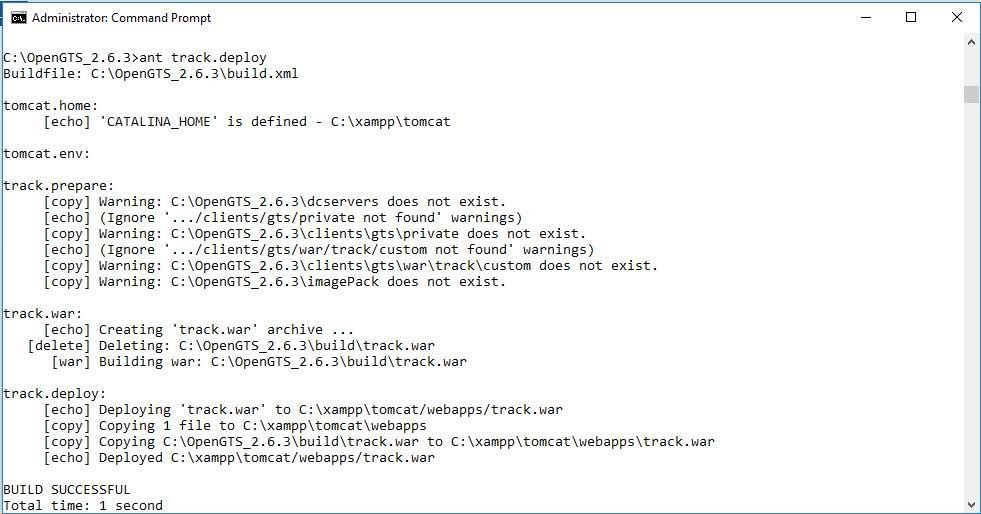 Administrator: Command Prompt
C:\OpenGTS_2.6.3>ant track.deploy
Buildfile: C:\OpenGTS_2.6.3\build.xml
tomcat.home:
[echo] 'CATALINA_HOME' is defined - C:\xampp\tomcat
tomcat.env:
track.prepare:
[copy] Warning: C:\OpenGTS_2.6.3\dcservers does not exist.
[echo] (Ignore '.../clients/gts/private not found' warnings)
[copy] Warning: C:\OpenGTS_2.6.3\clients\gts\private does not exist.
[echo] (Ignore '.../clients/gts/war/track/custom not found' warnings)
[copy] Warning: C:\OpenGTS_2.6.3\clients\gts\war\track\custom does not exist.
[copy] Warning: C:\OpenGTS_2.6.3\imagePack does not exist.
track.war:
[echo] Creating 'track.war' archive ...
[delete] Deleting: C:\OpenGTS_2.6.3\build\track.war
[war] Building war: C:\OpenGTS_2.6.3\build\track.war
track.deploy:
[echo] Deploying 'track.war' to C:\xampp\tomcat/webapps/track.war
[copy] Copying 1 file to C:\xampp\tomcat\webapps
[copy] Copying C:\OpenGTS_2.6.3\build\track.war to C:\xampp\tomcat\webapps\track.war
[echo] Deployed C:\xampp\tomcat/webapps/track.war
BUILD SUCCESSFUL
Total time: 1 second